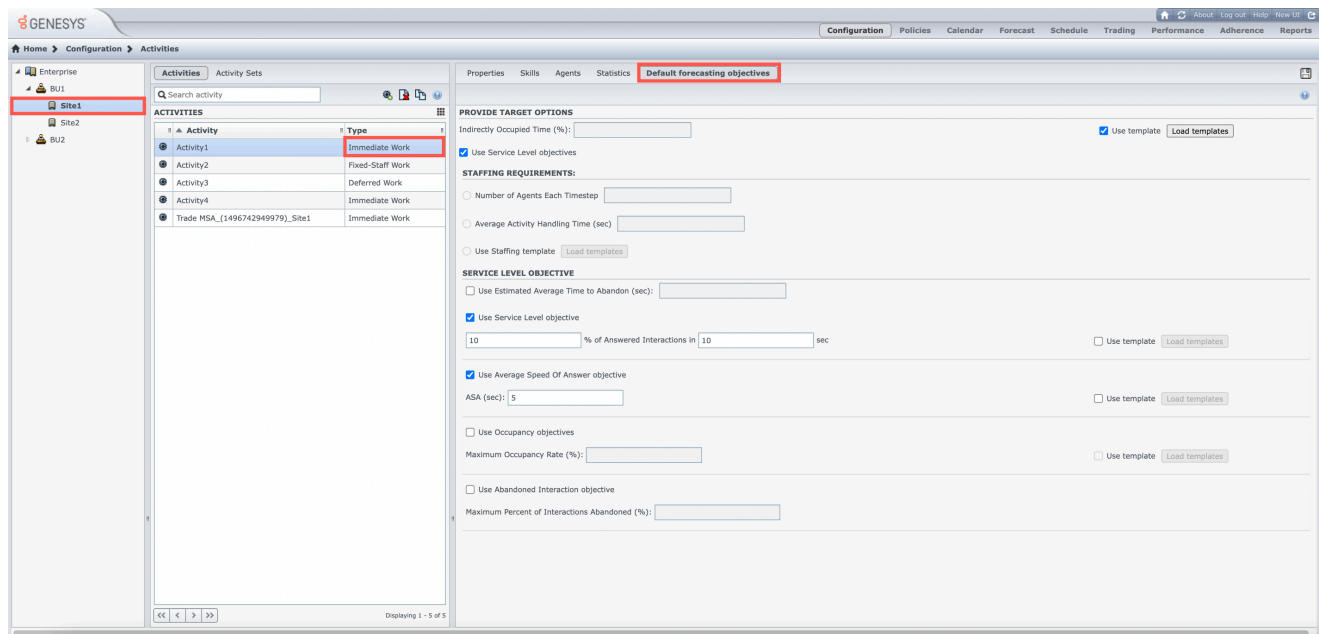 GENESYS
About Log out Help New UI
Configuration Policies Calendar Forecast Schedule Trading Performance Adherence Reports
Home Configuration Activities
Enterprise
BU1
Site1
Site2
BU2
Activities Activity Sets
Search activity
ACTIVITIES
Activity Type
Activity1 Immediate Work
Activity2 Fixed-Staff Work
Activity3 Deferred Work
Activity4 Immediate Work
Trade MSA_(1496742949979)_Site1 Immediate Work
<< < > >> Displaying 1 - 5 of 5
Properties Skills Agents Statistics Default forecasting objectives
PROVIDE TARGET OPTIONS
Indirectly Occupied Time (%): Use template Load templates
Use Service Level objectives
STAFFING REQUIREMENTS:
Number of Agents Each Timestep
Average Activity Handling Time (sec)
Use Staffing template Load templates
SERVICE LEVEL OBJECTIVE
Use Estimated Average Time to Abandon (sec):
Use Service Level objective
10 % of Answered Interactions in 10 sec Use template Load templates
Use Average Speed Of Answer objective
ASA (sec): 5 Use template Load templates
Use Occupancy objectives
Maximum Occupancy Rate (%): Use template Load templates
Use Abandoned Interaction objective
Maximum Percent of Interactions Abandoned (%):